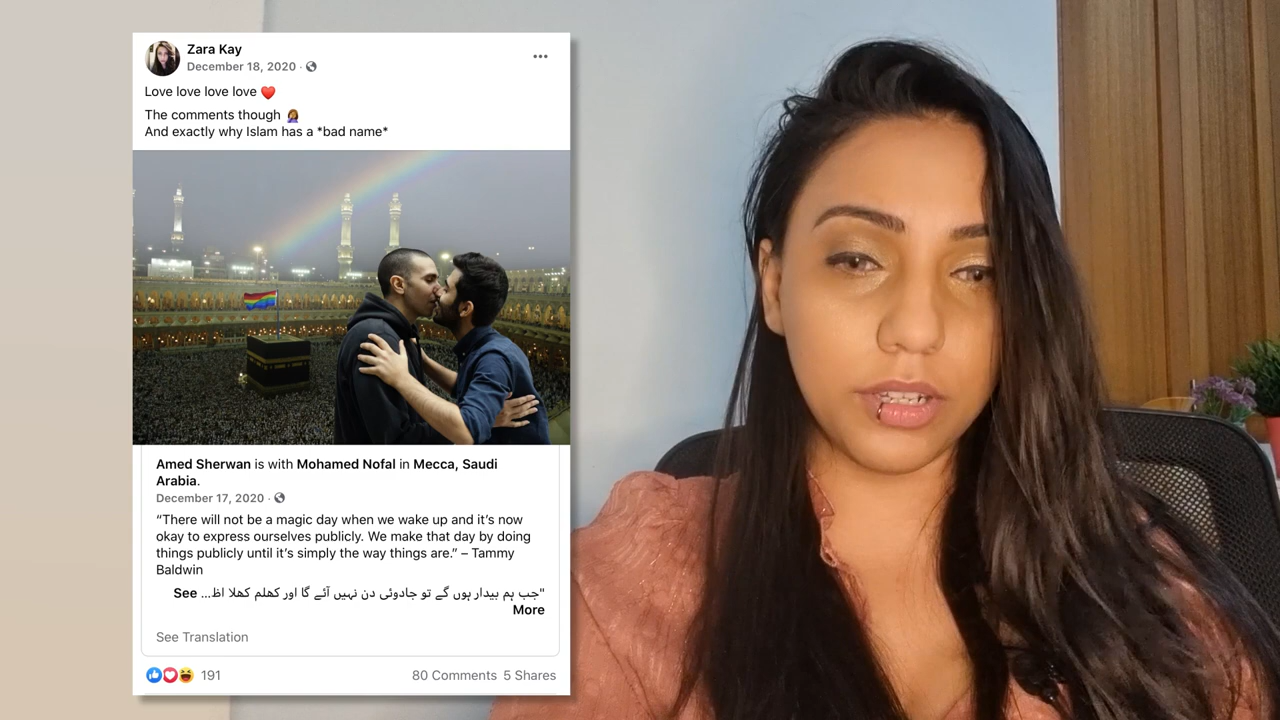 Zara Kay
December 18, 2020 ·
Love love love love ❤️
The comments though 🤦🏾‍♀️
And exactly why Islam has a *bad name*
Amed Sherwan is with Mohamed Nofal in Mecca, Saudi
Arabia.
December 17, 2020 ·
“There will not be a magic day when we wake up and it’s now
okay to express ourselves publicly. We make that day by doing
things publicly until it’s simply the way things are.” – Tammy
Baldwin
"جب ہم بیدار ہوں گے تو جادوئی دن نہیں آئے گا اور کھلم کھلا اظ... See
More
See Translation
191
80 Comments 5 Shares